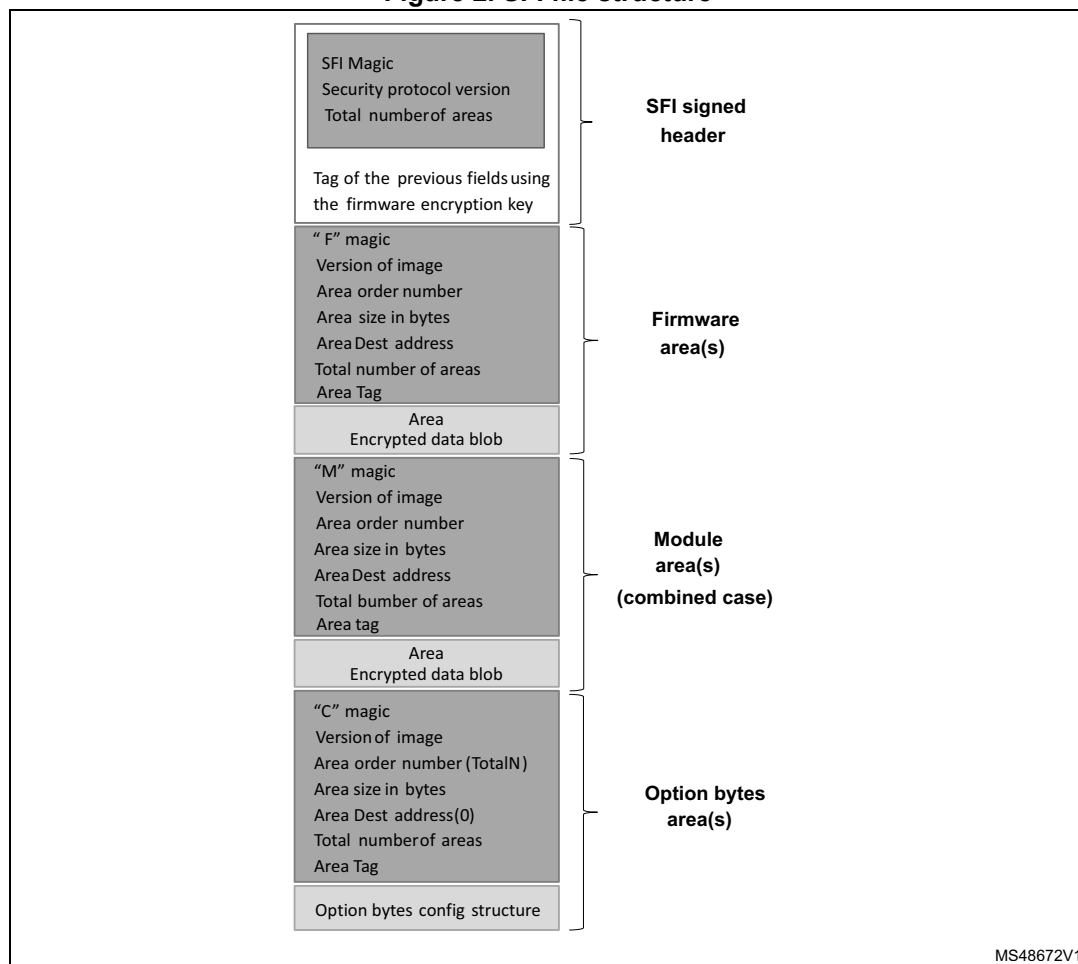 SFI Magic
Security protocol version
Total number of areas
Tag of the previous fields using
the firmware encryption key
SFI signed
header
“ F” magic
Version of image
Area order number
Area size in bytes
Area Dest address
Total number of areas
Area Tag
Area
Encrypted data blob
Firmware
area(s)
“M” magic
Version of image
Area order number
Area size in bytes
Area Dest address
Total bumber of areas
Area tag
Area
Encrypted data blob
Module
area(s)
(combined case)
“C” magic
Version of image
Area order number (TotalN)
Area size in bytes
Area Dest address(0)
Total number of areas
Area Tag
Option bytes config structure
Option bytes
area(s)
MS48672V1